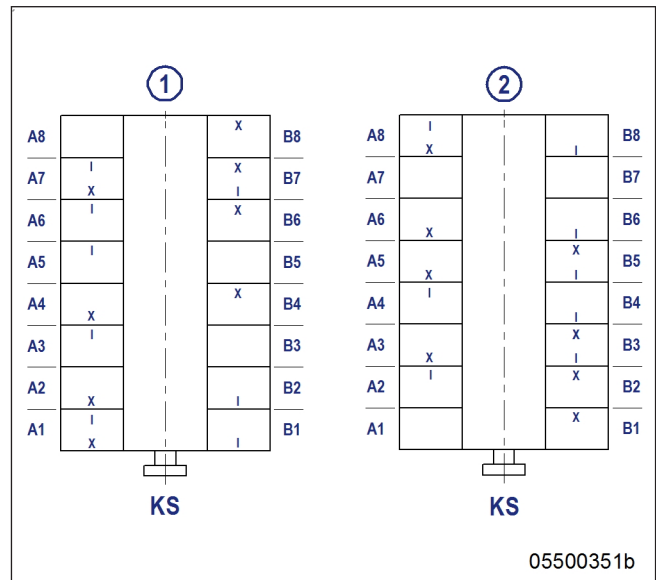 1 2
X I
A8 B8 A8 B8
X I
I X
A7 B7 A7 B7
X I
I X
A6 B6 A6 B6
X I
I X
A5 B5 A5 B5
X I
X I
A4 B4 A4 B4
X I
I X
A3 B3 A3 B3
X I
I X
A2 B2 A2 B2
X I
I X
A1 B1 A1 B1
X I
KS KS
05500351b